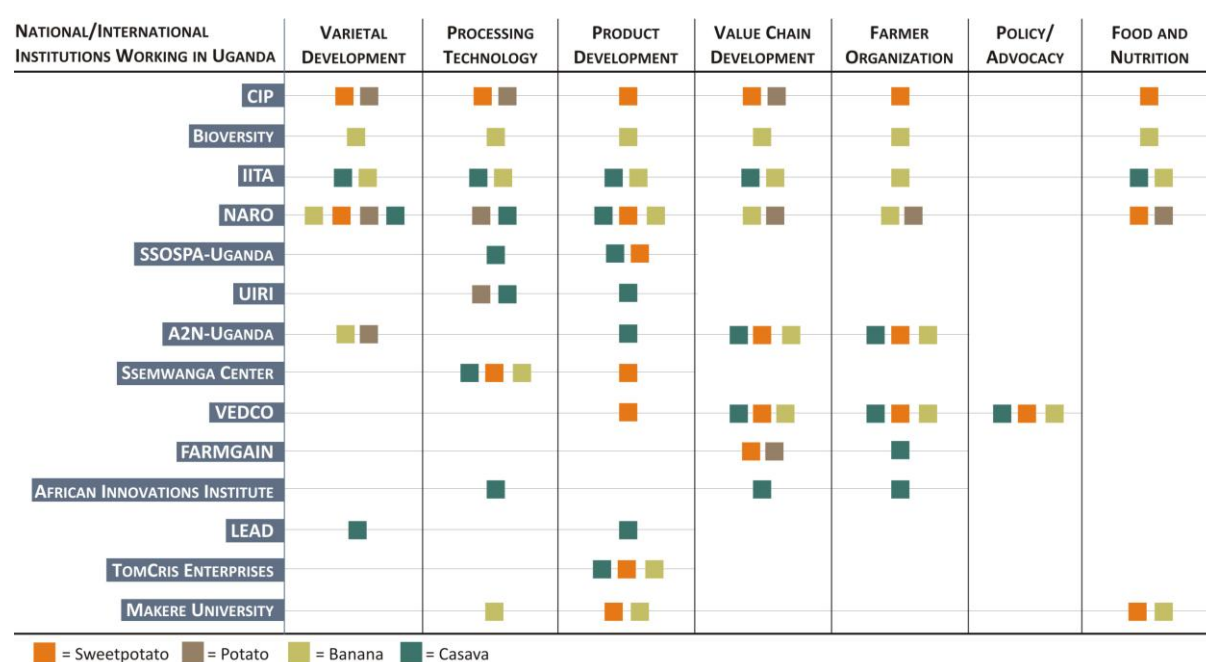 NATIONAL/INTERNATIONAL
INSTITUTIONS WORKING IN UGANDA
VARIETAL
DEVELOPMENT
PROCESSING
TECHNOLOGY
PRODUCT
DEVELOPMENT
VALUE CHAIN
DEVELOPMENT
FARMER
ORGANIZATION
POLICY/
ADVOCACY
FOOD AND
NUTRITION
CIP
BIOVERSITY
IITA
NARO
SSOSPA-UGANDA
UIRI
A2N-UGANDA
SSEMWANGA CENTER
VEDCO
FARMGAIN
AFRICAN INNOVATIONS INSTITUTE
LEAD
TOMCRIS ENTERPRISES
MAKERE UNIVERSITY
= Sweetpotato = Potato = Banana = Casava